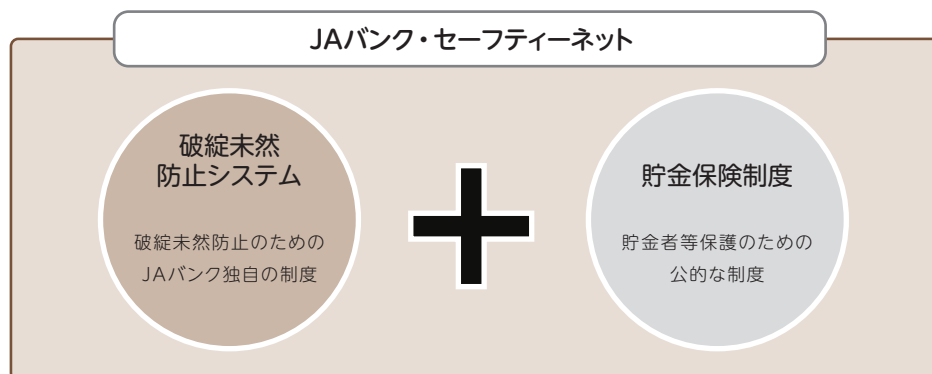 JAバンク・セーフティーネット
破綻未然
防止システム
破綻未然防止のための
JAバンク独自の制度
貯金保険制度
貯金者等保護のための
公的な制度